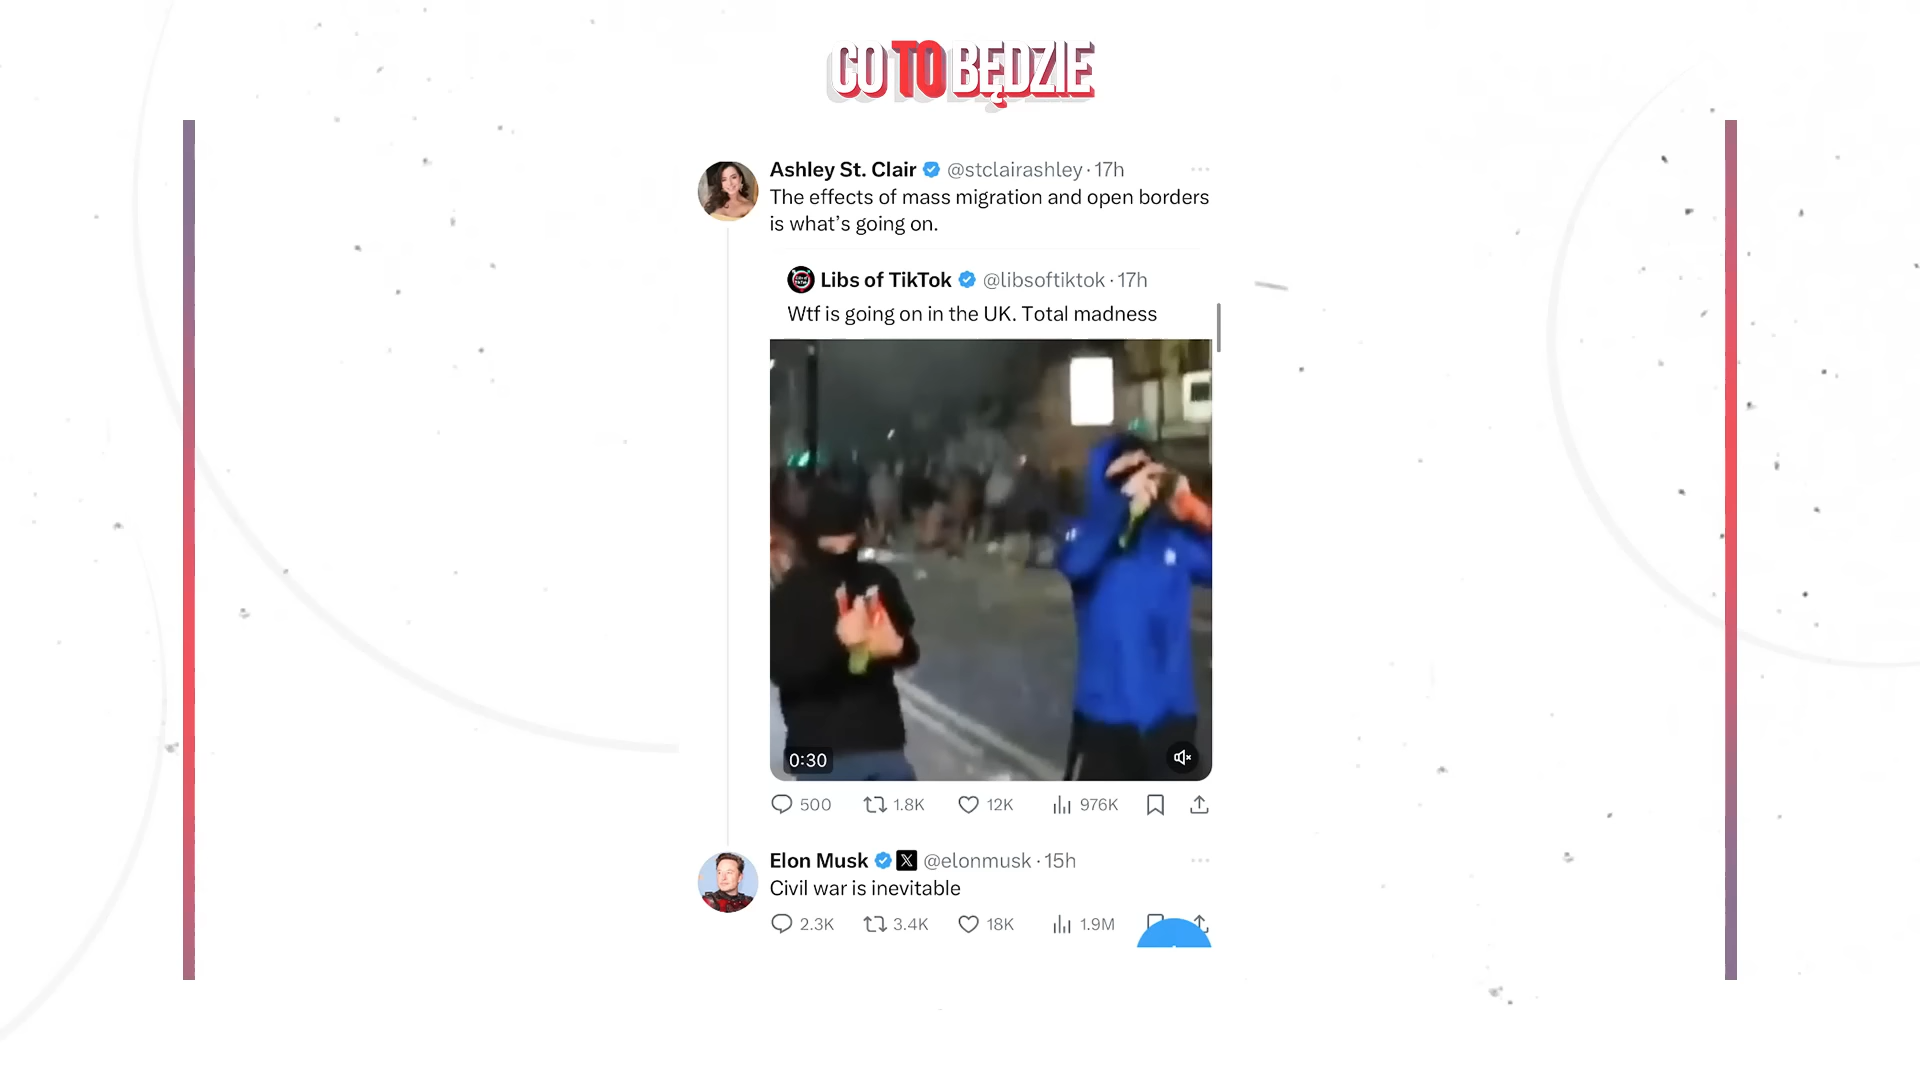 CO TO BĘDZIE
Ashley St. Clair @stclairashley · 17h
The effects of mass migration and open borders
is what's going on.
Libs of TikTok @libsoftiktok · 17h
Wtf is going on in the UK. Total madness
0:30
500 1.8K 12K 976K
Elon Musk @elonmusk · 15h
Civil war is inevitable
2.3K 3.4K 18K 1.9M